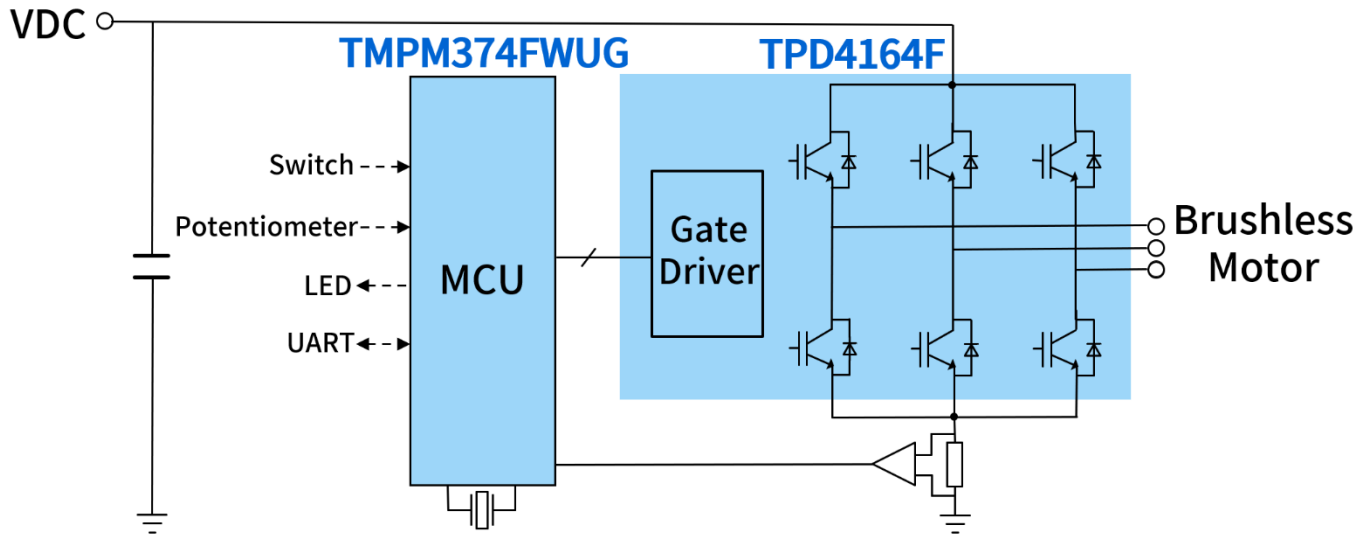 VDC
TMPM374FWUG
TPD4164F
Switch
Potentiometer
LED
UART
MCU
Gate
Driver
Brushless
Motor